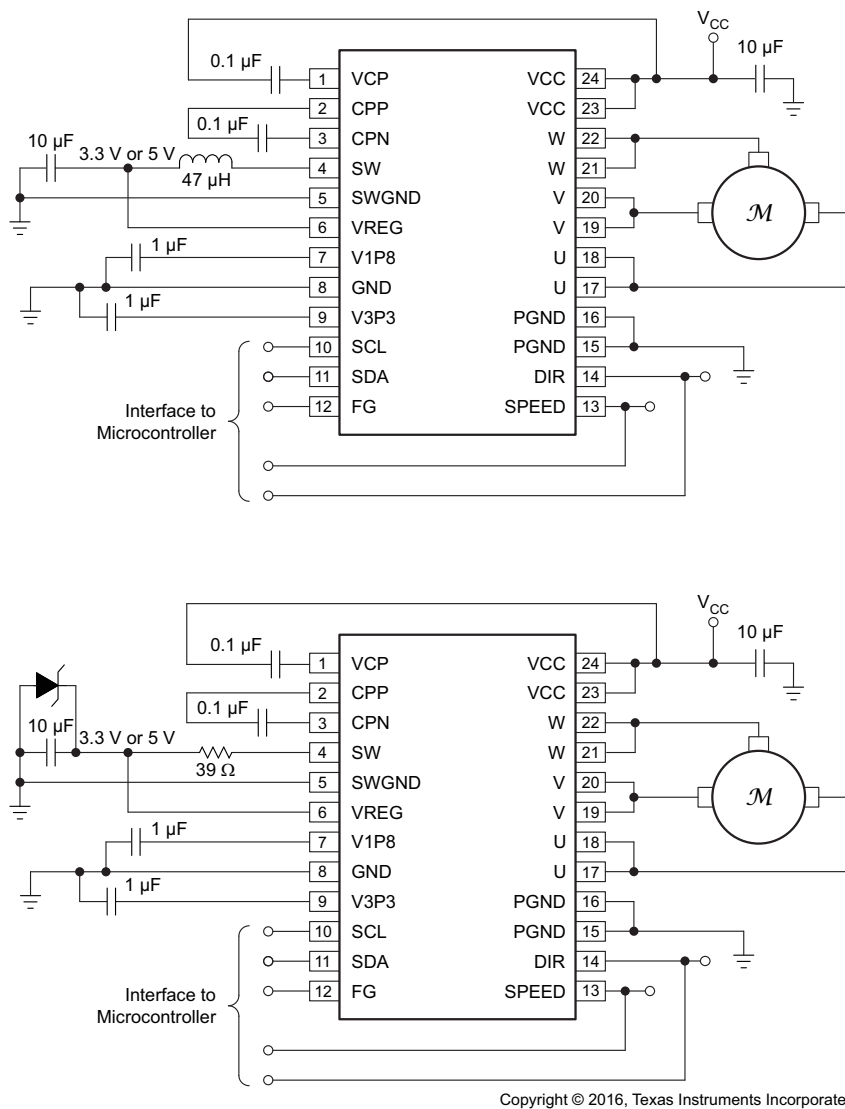 V_CC
0.1 µF
10 µF
1 VCP VCC 24
2 CPP VCC 23
0.1 µF
3 CPN W 22
10 µF
3.3 V or 5 V
4 SW W 21
47 µH
5 SWGND V 20
M
6 VREG V 19
1 µF
7 V1P8 U 18
8 GND U 17
1 µF
9 V3P3 PGND 16
10 SCL PGND 15
11 SDA DIR 14
Interface to
Microcontroller
12 FG SPEED 13
V_CC
0.1 µF
10 µF
1 VCP VCC 24
2 CPP VCC 23
0.1 µF
3 CPN W 22
10 µF
3.3 V or 5 V
4 SW W 21
39 Ω
5 SWGND V 20
M
6 VREG V 19
1 µF
7 V1P8 U 18
8 GND U 17
1 µF
9 V3P3 PGND 16
10 SCL PGND 15
11 SDA DIR 14
Interface to
Microcontroller
12 FG SPEED 13
Copyright © 2016, Texas Instruments Incorporate